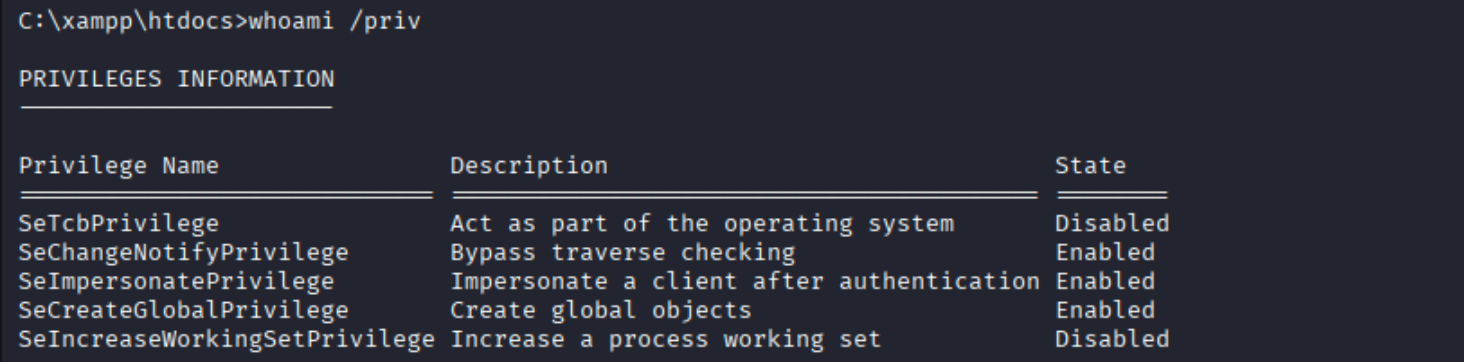 C:\xampp\htdocs>whoami /priv
PRIVILEGES INFORMATION
----------------------
Privilege Name                Description                               State
============================= ========================================= ========
SeTcbPrivilege                Act as part of the operating system       Disabled
SeChangeNotifyPrivilege       Bypass traverse checking                  Enabled
SeImpersonatePrivilege        Impersonate a client after authentication Enabled
SeCreateGlobalPrivilege       Create global objects                     Enabled
SeIncreaseWorkingSetPrivilege Increase a process working set            Disabled